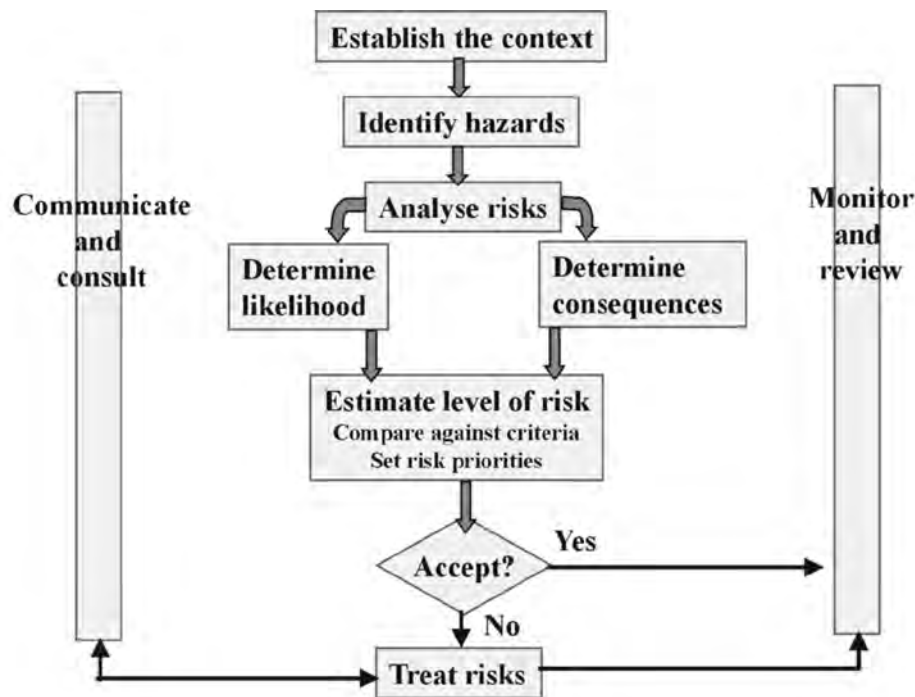 Establish the context
Identify hazards
Analyse risks
Communicate
and
consult
Monitor
and
review
Determine
likelihood
Determine
consequences
Estimate level of risk
Compare against criteria
Set risk priorities
Accept?
Yes
No
Treat risks